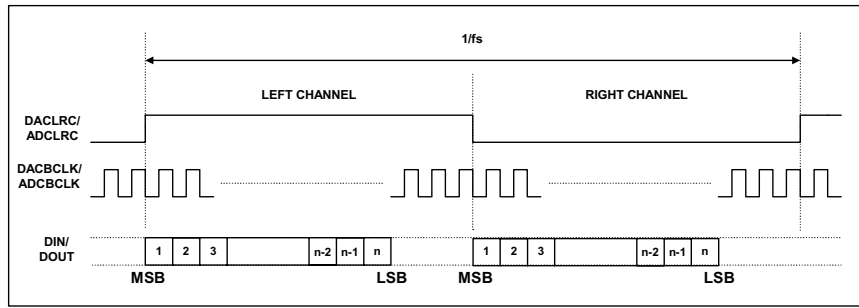 1/fs
LEFT CHANNEL
RIGHT CHANNEL
DACLRC/
ADCLRC
DACBCLK/
ADCBCLK
DIN/
DOUT
1 2 3 n-2 n-1 n 1 2 3 n-2 n-1 n
MSB LSB MSB LSB